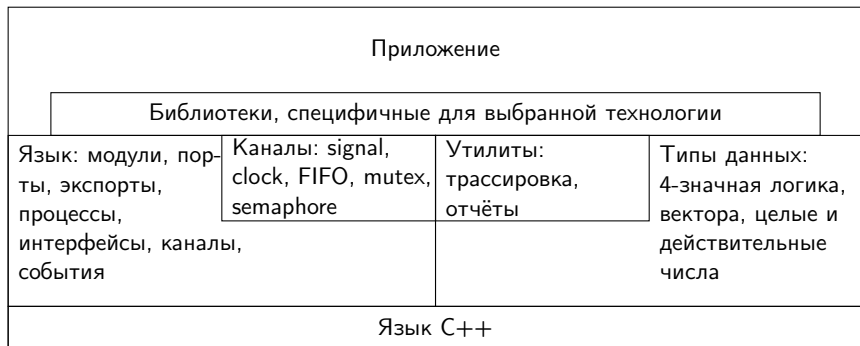 Приложение
Библиотеки, специфичные для выбранной технологии
Язык: модули, пор-
ты, экспорты,
процессы,
интерфейсы, каналы,
события
Каналы: signal,
clock, FIFO, mutex,
semaphore
Утилиты:
трассировка,
отчёты
Типы данных:
4-значная логика,
вектора, целые и
действительные
числа
Язык C++